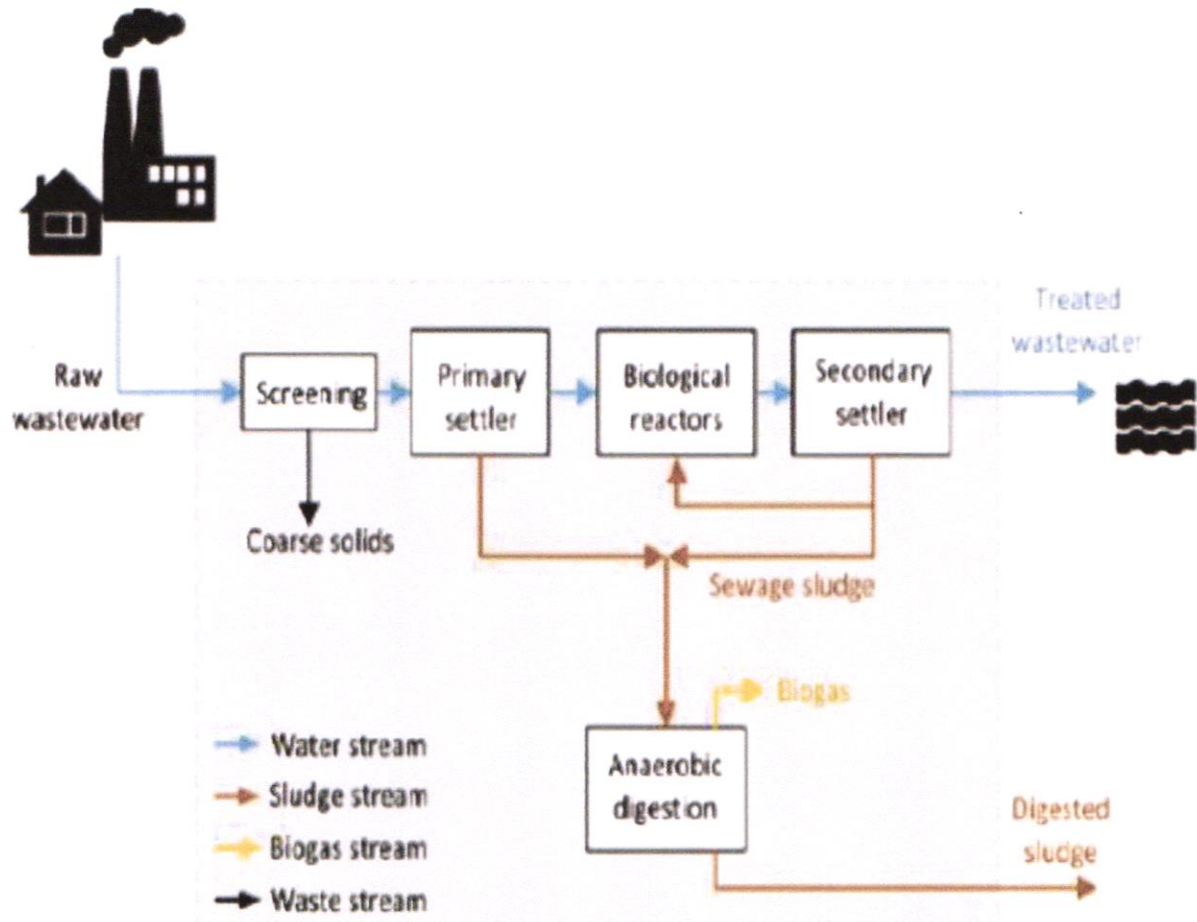 Treated
wastewater
Raw
wastewater
Screening
Primary
settler
Biological
reactors
Secondary
settler
Coarse solids
Sewage sludge
Biogas
Anaerobic
digestion
Water stream
Sludge stream
Biogas stream
Waste stream
Digested
sludge